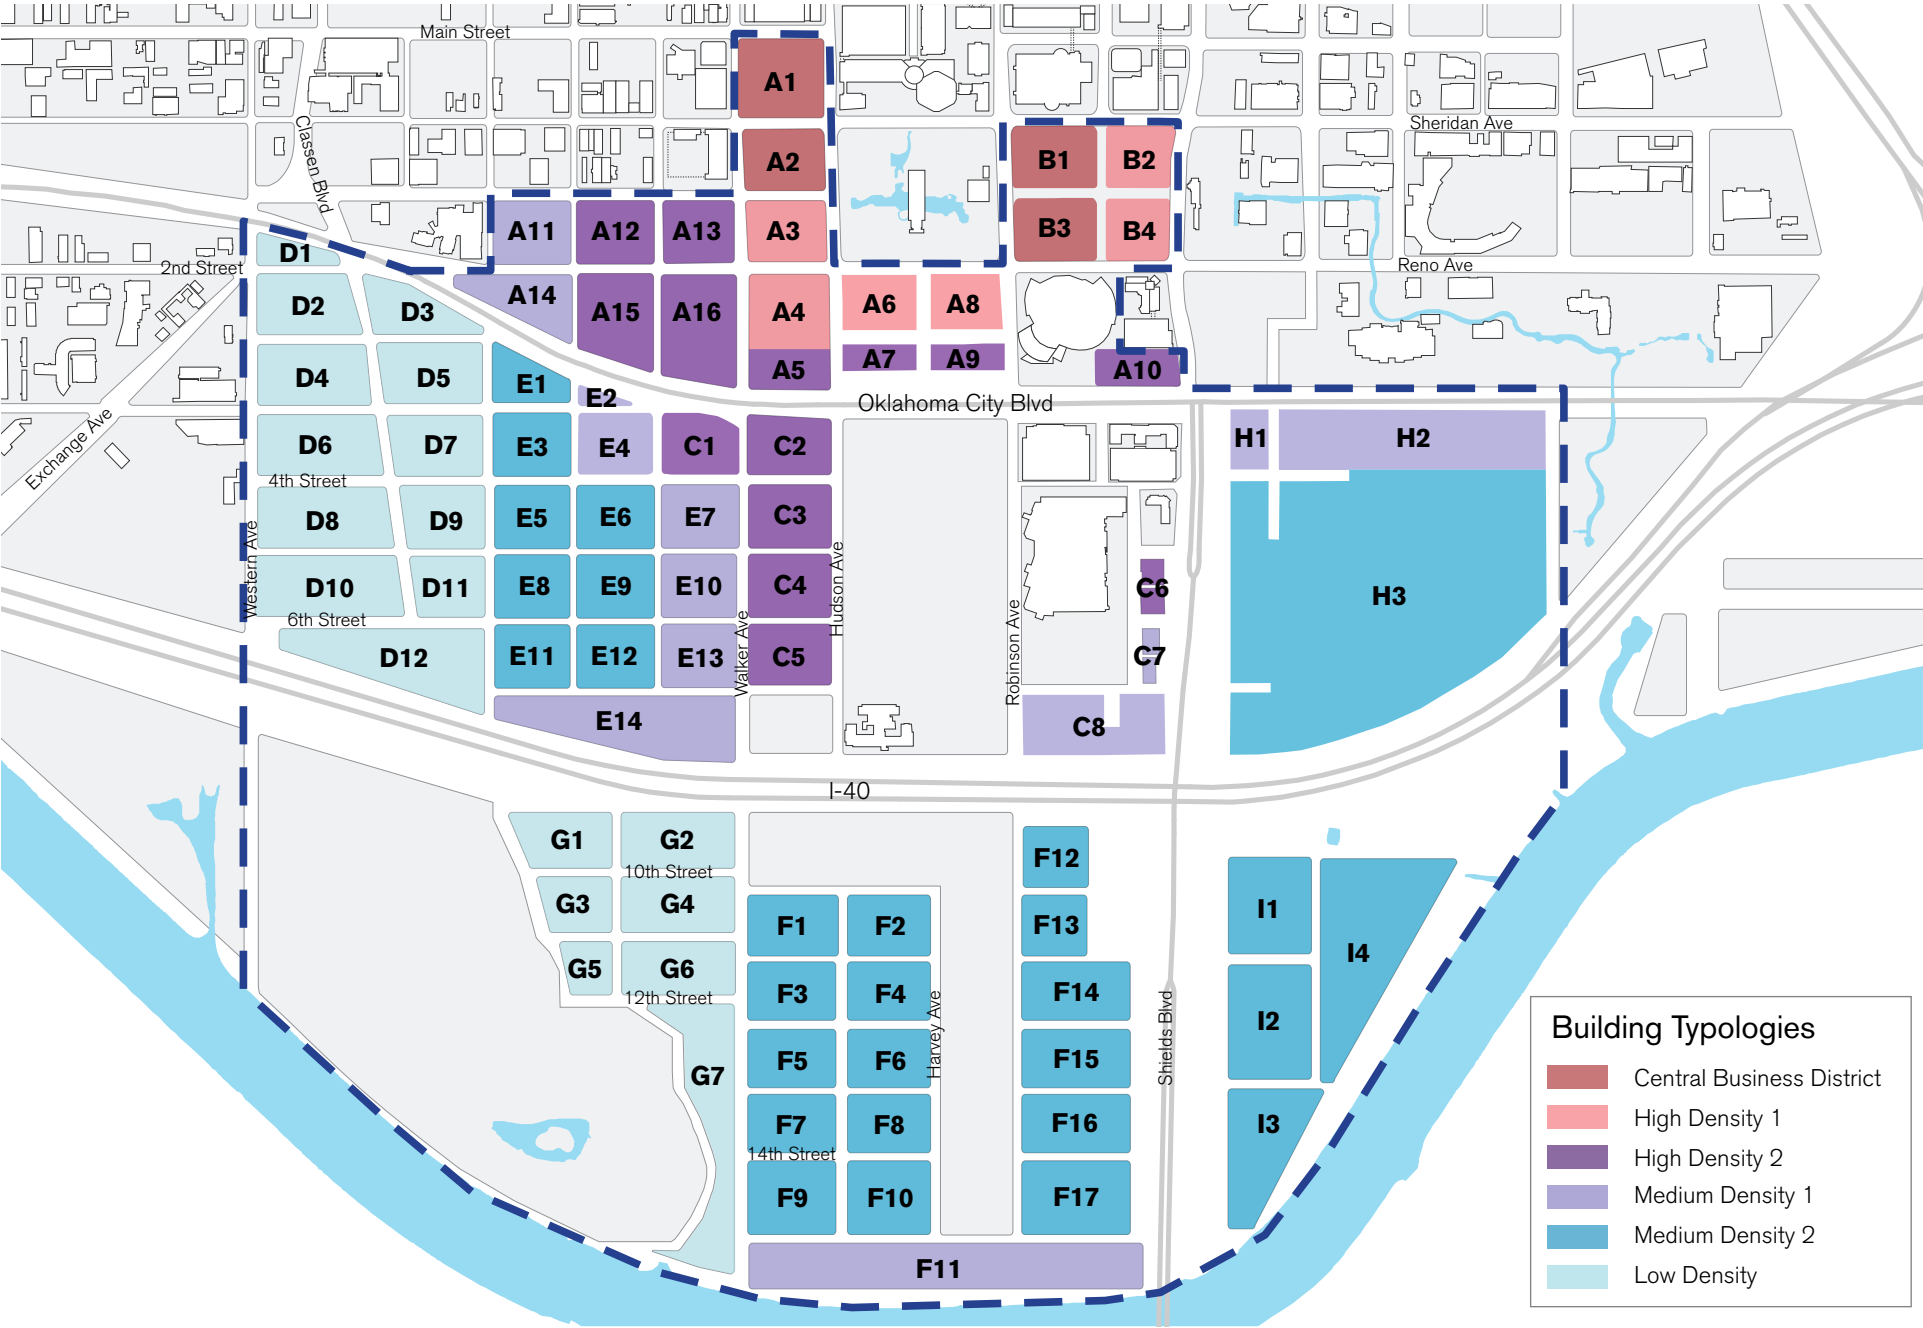 Main Street
A1
Classen Blvd
Sheridan Ave
A2
B1
B2
A11
A12
A13
A3
B3
B4
D1
2nd Street
Reno Ave
D2
D3
A14
A15
A16
A4
A6
A8
A7
A9
A5
A10
D4
D5
E1
E2
Oklahoma City Blvd
Exchange Ave
D6
D7
E3
E4
C1
C2
H1
H2
4th Street
D8
D9
E5
E6
E7
C3
Western Ave
Hudson Ave
D10
D11
E8
E9
E10
C4
C6
H3
6th Street
D12
E11
E12
E13
Walker Ave
C5
Robinson Ave
C7
E14
C8
I-40
G1
G2
10th Street
F12
G3
G4
F1
F2
F13
I1
I4
G5
G6
12th Street
F3
F4
Harvey Ave
F14
Shields Blvd
I2
G7
F5
F6
F15
F7
F8
F16
I3
14th Street
F9
F10
F17
F11
Building Typologies
Central Business District
High Density 1
High Density 2
Medium Density 1
Medium Density 2
Low Density